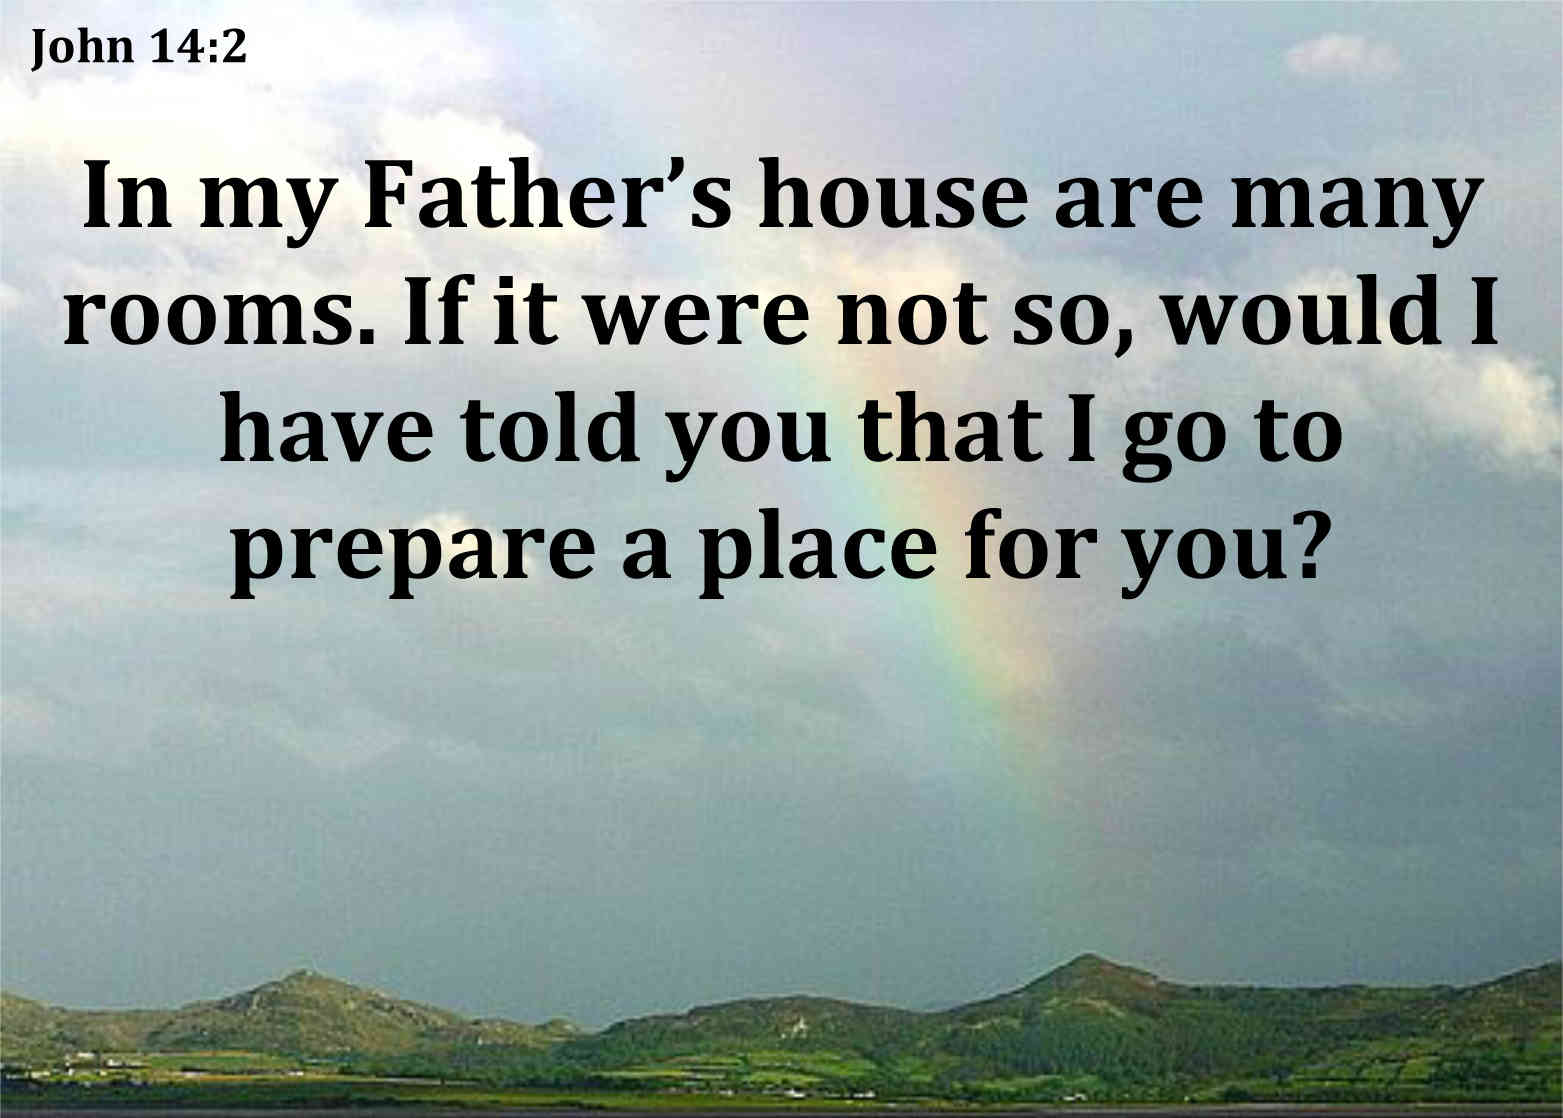 John 14:2
In my Father’s house are many
rooms. If it were not so, would I
have told you that I go to
prepare a place for you?